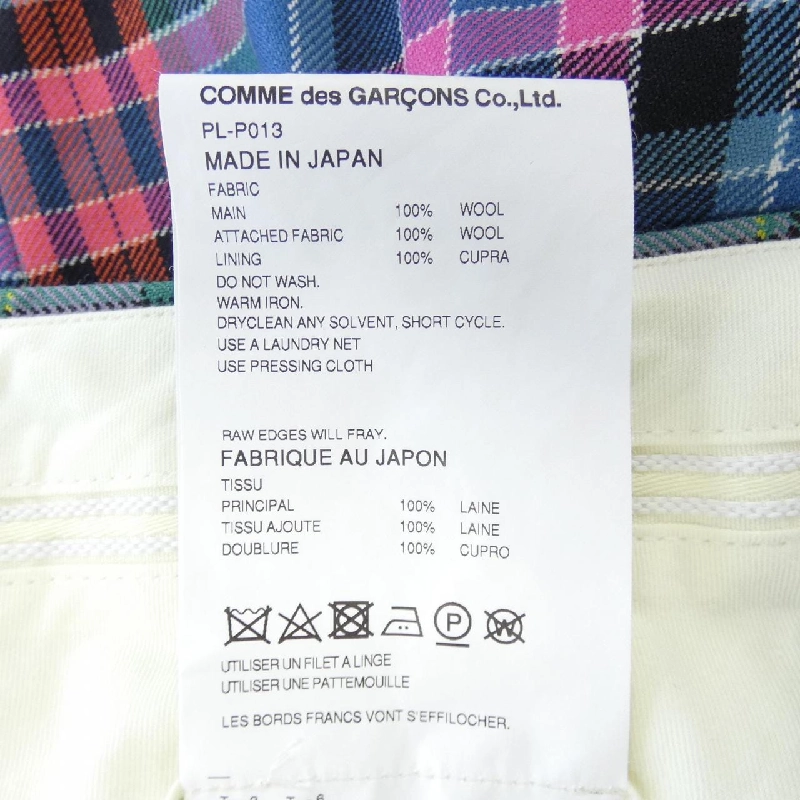 COMME des GARÇONS Co.,Ltd.
PL-P013
MADE IN JAPAN
FABRIC
MAIN 100% WOOL
ATTACHED FABRIC 100% WOOL
LINING 100% CUPRA
DO NOT WASH.
WARM IRON.
DRYCLEAN ANY SOLVENT, SHORT CYCLE.
USE A LAUNDRY NET
USE PRESSING CLOTH
RAW EDGES WILL FRAY.
FABRIQUE AU JAPON
TISSU
PRINCIPAL 100% LAINE
TISSU AJOUTE 100% LAINE
DOUBLURE 100% CUPRO
P W
UTILISER UN FILET A LINGE
UTILISER UNE PATTEMOUILLE
LES BORDS FRANCS VONT S'EFFILOCHER.